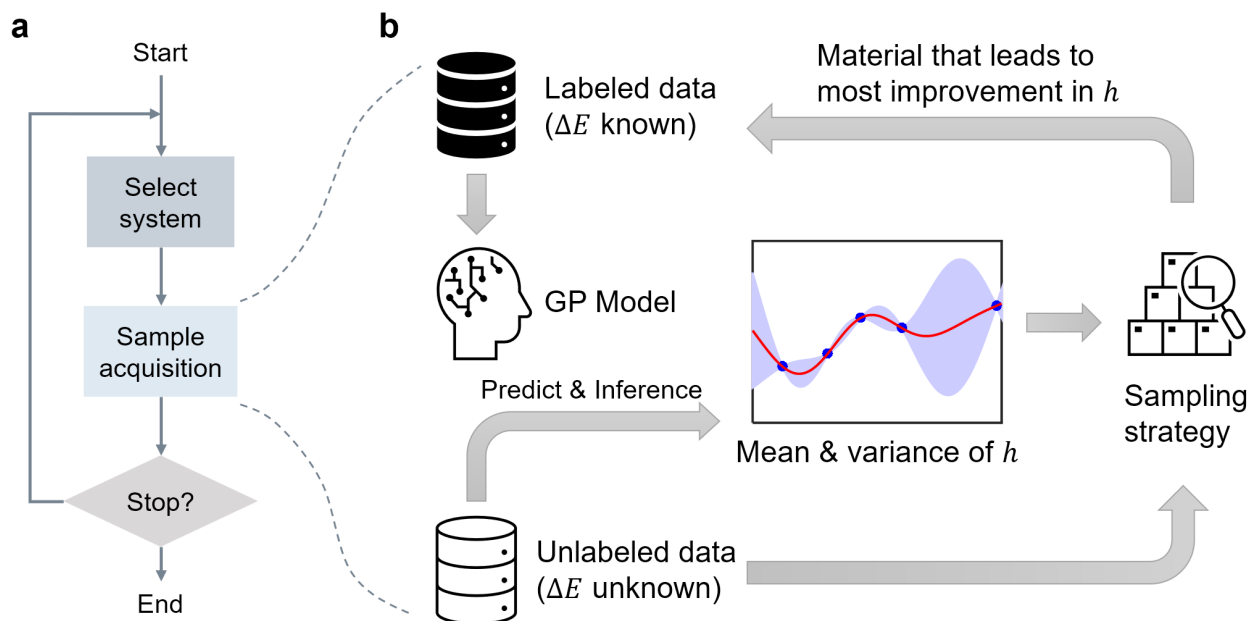 a
Start
Select
system
Sample
acquisition
Stop?
End
b
Labeled data
(ΔE known)
Material that leads to
most improvement in h
GP Model
Predict & Inference
Mean & variance of h
Sampling
strategy
Unlabeled data
(ΔE unknown)